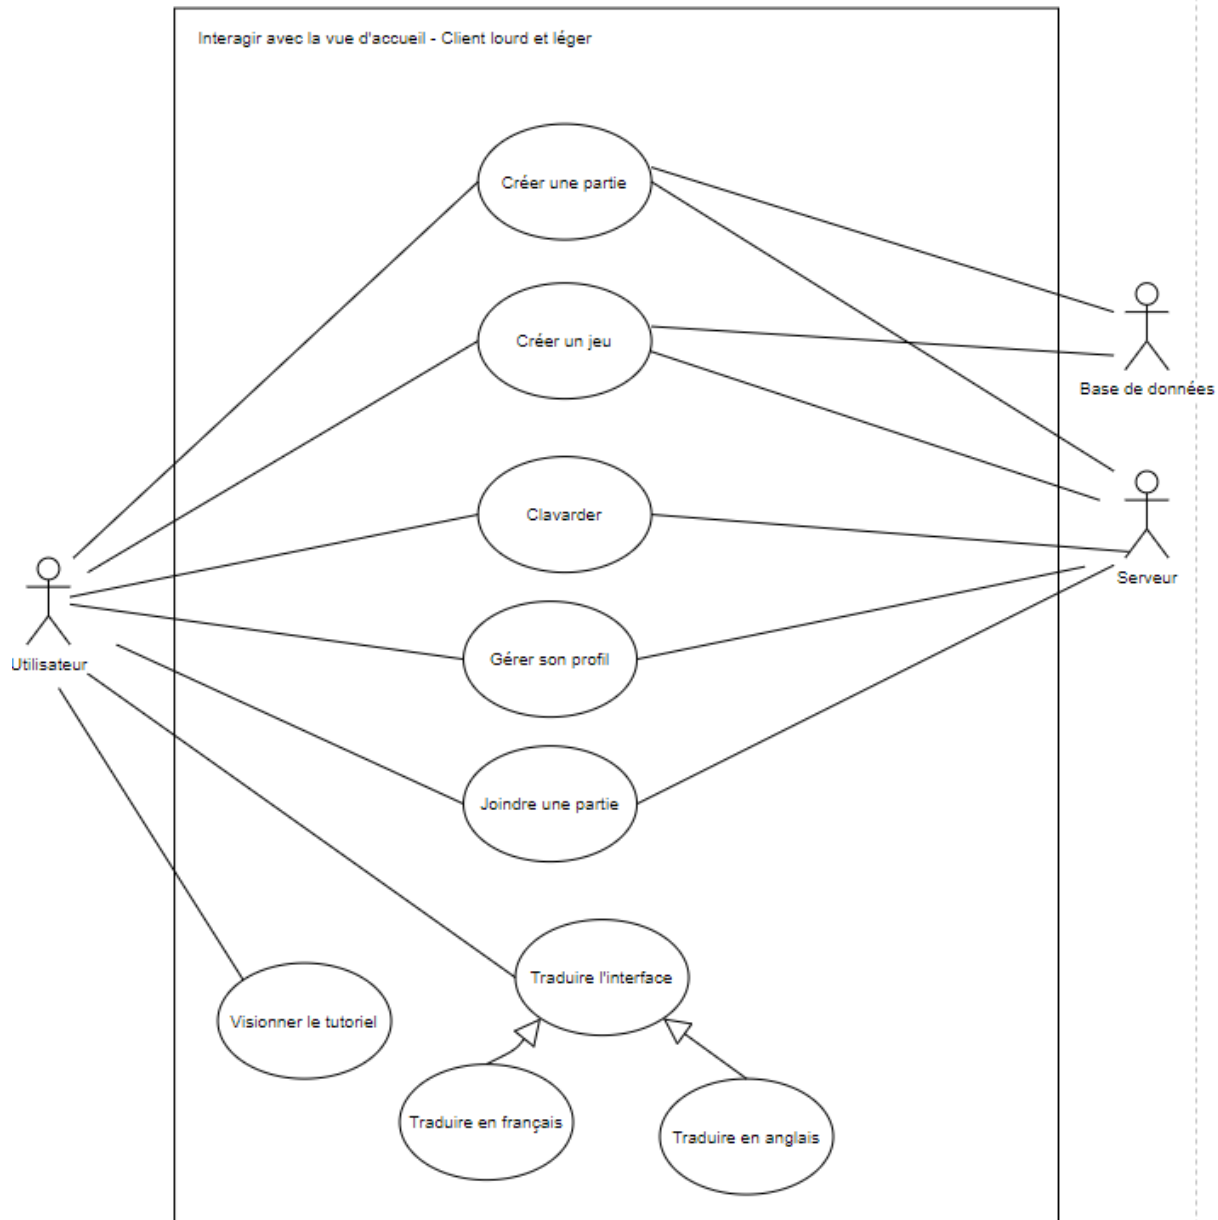 Interagir avec la vue d'accueil - Client lourd et léger
Créer une partie
Créer un jeu
Base de données
Clavarder
Serveur
Utilisateur
Gérer son profil
Joindre une partie
Traduire l'interface
Visionner le tutoriel
Traduire en français
Traduire en anglais